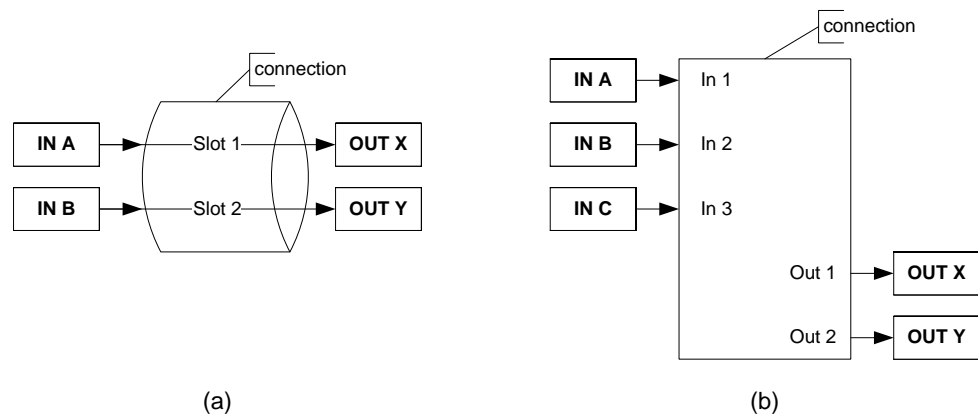 connection
IN A
Slot 1
OUT X
IN B
Slot 2
OUT Y
(a)
connection
IN A
In 1
IN B
In 2
IN C
In 3
Out 1
OUT X
Out 2
OUT Y
(b)